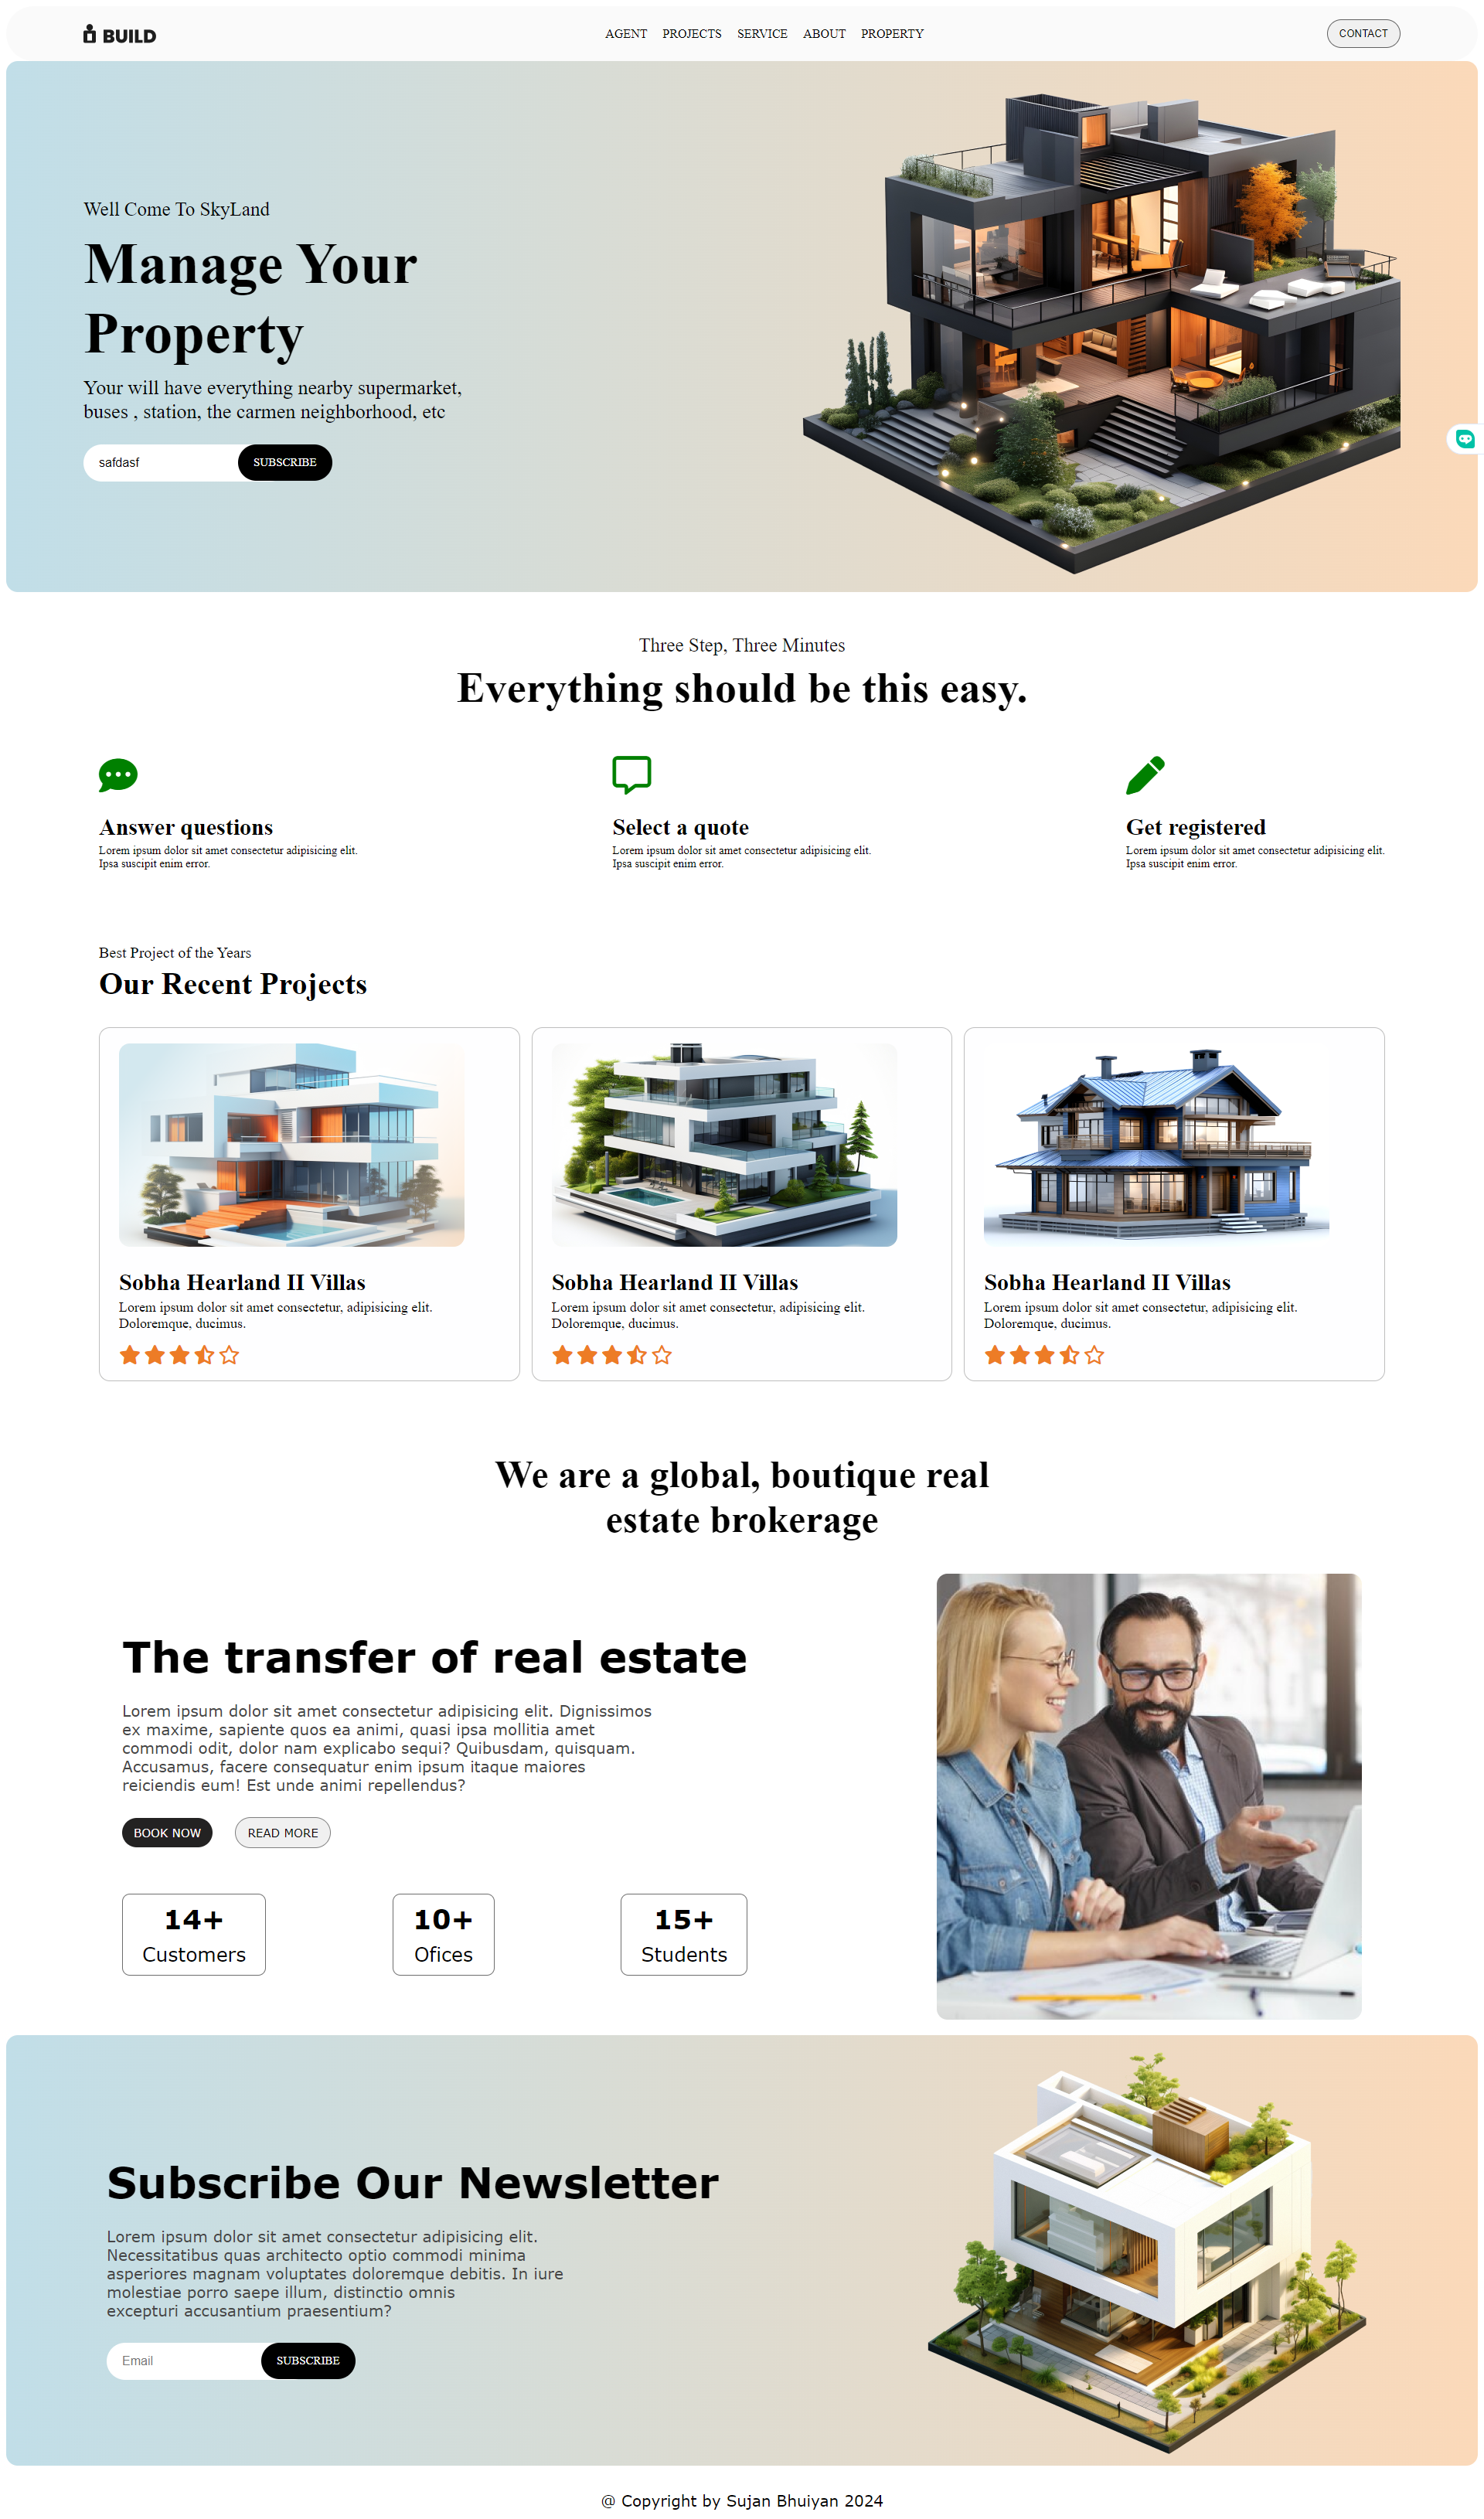 BUILD
AGENT PROJECTS SERVICE ABOUT PROPERTY
CONTACT
Well Come To SkyLand
Manage Your
Property
Your will have everything nearby supermarket,
buses , station, the carmen neighborhood, etc
safdasf
SUBSCRIBE
Three Step, Three Minutes
Everything should be this easy.
Answer questions
Lorem ipsum dolor sit amet consectetur adipisicing elit.
Ipsa suscipit enim error.
Select a quote
Lorem ipsum dolor sit amet consectetur adipisicing elit.
Ipsa suscipit enim error.
Get registered
Lorem ipsum dolor sit amet consectetur adipisicing elit.
Ipsa suscipit enim error.
Best Project of the Years
Our Recent Projects
Sobha Hearland II Villas
Lorem ipsum dolor sit amet consectetur, adipisicing elit.
Doloremque, ducimus.
Sobha Hearland II Villas
Lorem ipsum dolor sit amet consectetur, adipisicing elit.
Doloremque, ducimus.
Sobha Hearland II Villas
Lorem ipsum dolor sit amet consectetur, adipisicing elit.
Doloremque, ducimus.
We are a global, boutique real
estate brokerage
The transfer of real estate
Lorem ipsum dolor sit amet consectetur adipisicing elit. Dignissimos
ex maxime, sapiente quos ea animi, quasi ipsa mollitia amet
commodi odit, dolor nam explicabo sequi? Quibusdam, quisquam.
Accusamus, facere consequatur enim ipsum itaque maiores
reiciendis eum! Est unde animi repellendus?
BOOK NOW
READ MORE
14+
Customers
10+
Ofices
15+
Students
Subscribe Our Newsletter
Lorem ipsum dolor sit amet consectetur adipisicing elit.
Necessitatibus quas architecto optio commodi minima
asperiores magnam voluptates doloremque debitis. In iure
molestiae porro saepe illum, distinctio omnis
excepturi accusantium praesentium?
Email
SUBSCRIBE
@ Copyright by Sujan Bhuiyan 2024